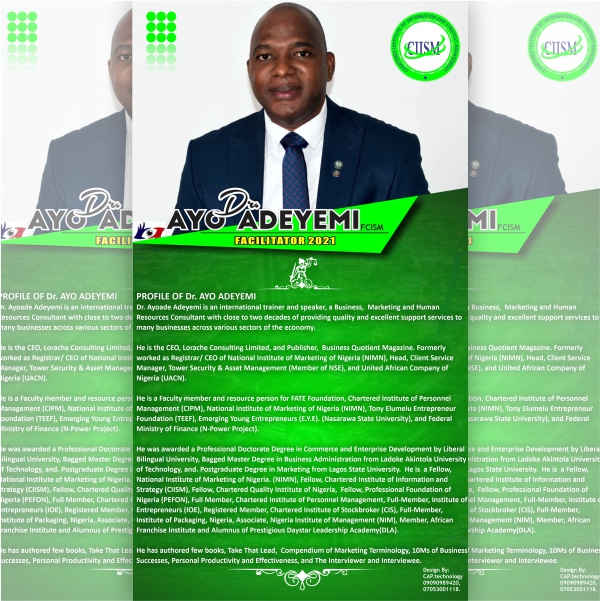 CIISM
Dr.
AYO ADEYEMI FCISM
FACILITATOR 2021
PROFILE OF Dr. AYO ADEYEMI
Dr. Ayoade Adeyemi is an international trainer and speaker, a Business, Marketing and Human
Resources Consultant with close to two decades of providing quality and excellent support services to
many businesses across various sectors of the economy.
He is the CEO, Lorache Consulting Limited, and Publisher, Business Quotient Magazine. Formerly
worked as Registrar/ CEO of National Institute of Marketing of Nigeria (NIMN), Head, Client Service
Manager, Tower Security & Asset Management (Member of NSE), and United African Company of
Nigeria (UACN).
He is a Faculty member and resource person for FATE Foundation, Chartered Institute of Personnel
Management (CIPM), National Institute of Marketing of Nigeria (NIMN), Tony Elumelu Entrepreneur
Foundation (TEEF), Emerging Young Entrepreneurs (E.Y.E). (Nasarawa State University), and Federal
Ministry of Finance (N-Power Project).
He was awarded a Professional Doctorate Degree in Commerce and Enterprise Development by Liberal
Bilingual University, Bagged Master Degree in Business Administration from Ladoke Akintola University
of Technology, and. Postgraduate Degree in Marketing from Lagos State University. He is a Fellow,
National Institute of Marketing of Nigeria. (NIMN), Fellow, Chartered Institute of Information and
Strategy (CIISM), Fellow, Chartered Quality Institute of Nigeria, Fellow, Professional Foundation of
Nigeria (PEFON), Full Member, Chartered Institute of Personnel Management, Full-Member, Institute of
Entrepreneurs (IOE), Registered Member, Chartered Institute of Stockbroker (CIS), Full-Member,
Institute of Packaging, Nigeria, Associate, Nigeria Institute of Management (NIM), Member, African
Franchise Institute and Alumnus of Prestigious Daystar Leadership Academy(DLA).
He has authored few books, Take That Lead, Compendium of Marketing Terminology, 10Ms of Business
Successes, Personal Productivity and Effectiveness, and The Interviewer and Interviewee.
Design By:
CAP.technology
09090989420,
07053001118.